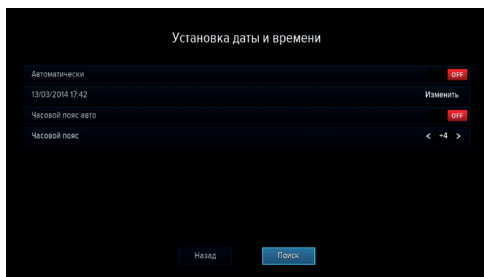 Установка даты и времени
Автоматически OFF
13/03/2014 17:42 Изменить
Часовой пояс авто OFF
Часовой пояс < +4 >
Назад Поиск